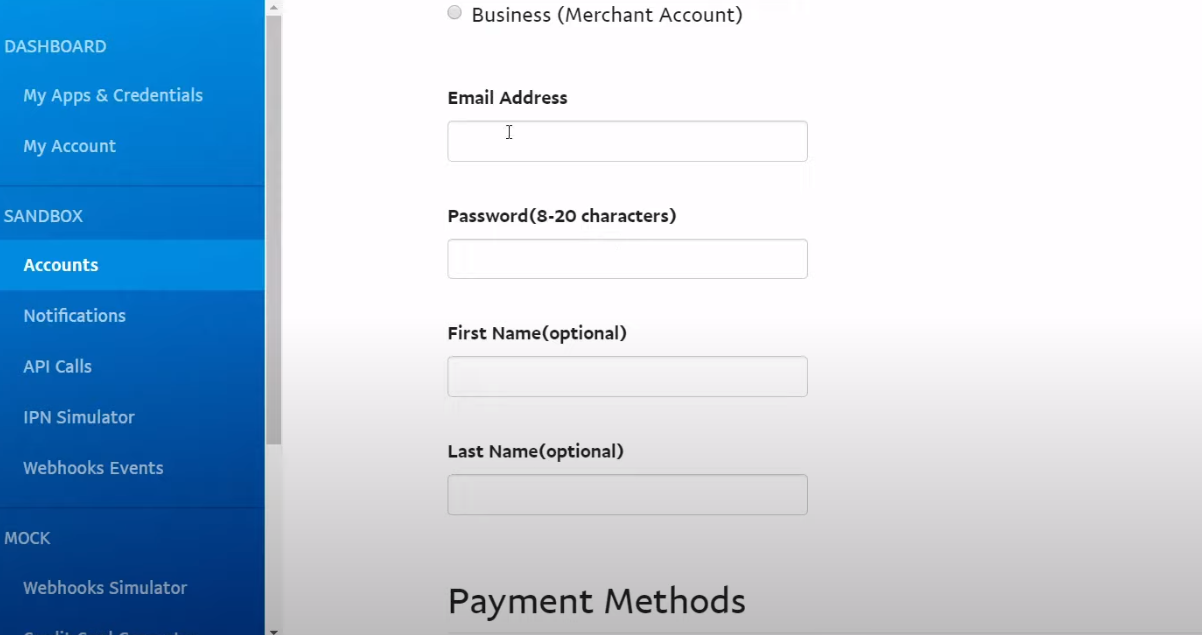 DASHBOARD
My Apps & Credentials
My Account
SANDBOX
Accounts
Notifications
API Calls
IPN Simulator
Webhooks Events
MOCK
Webhooks Simulator
Business (Merchant Account)
Email Address
Password(8-20 characters)
First Name(optional)
Last Name(optional)
Payment Methods